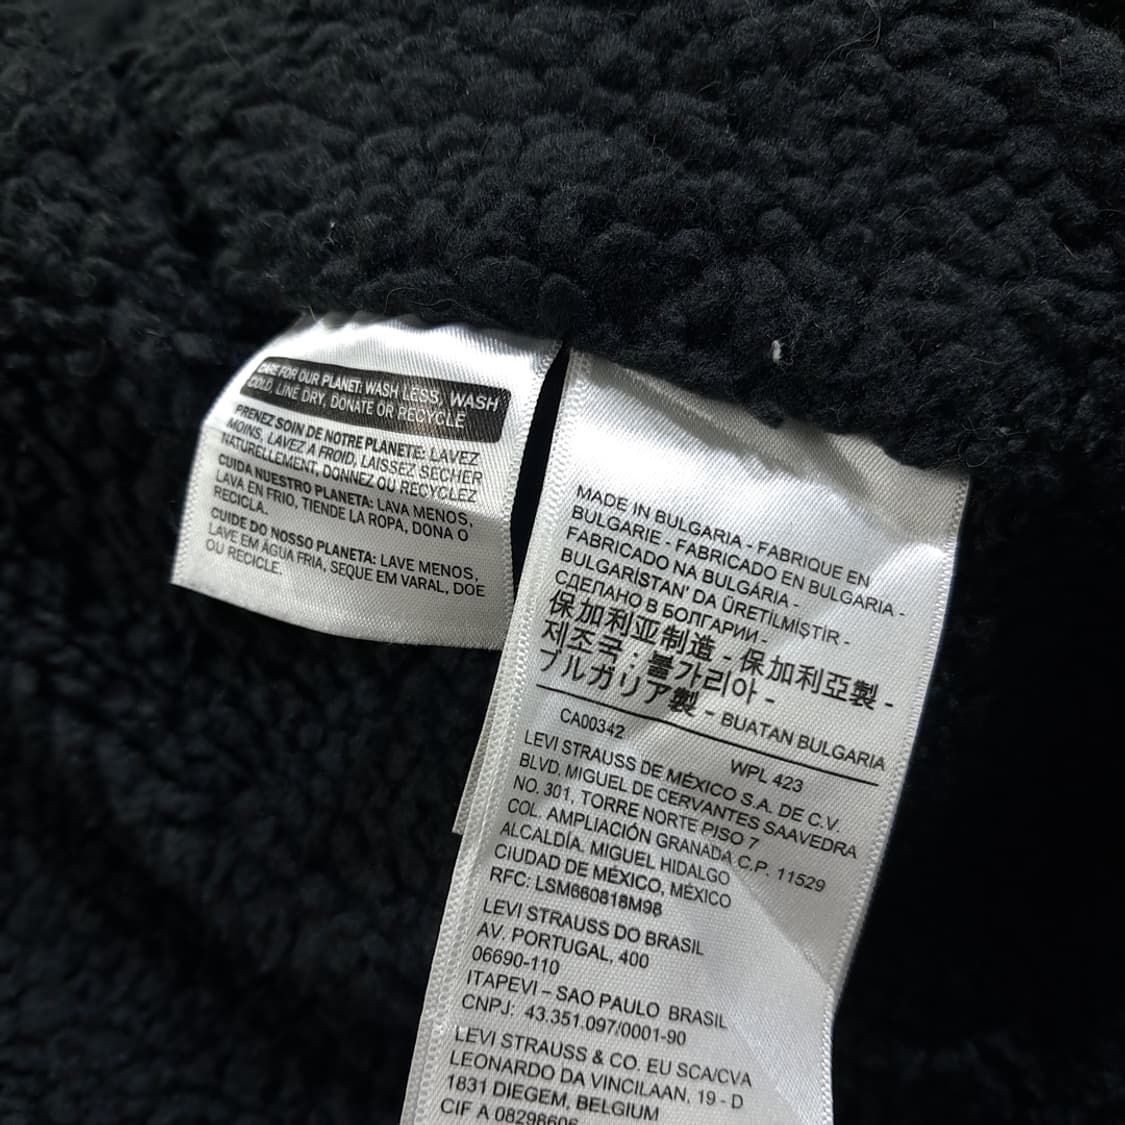 CARE FOR OUR PLANET: WASH LESS, WASH
COLD, LINE DRY, DONATE OR RECYCLE
PRENEZ SOIN DE NOTRE PLANETE: LAVEZ
MOINS, LAVEZ A FROID, LAISSEZ SECHER
NATURELLEMENT, DONNEZ OU RECYCLEZ
CUIDA NUESTRO PLANETA: LAVA MENOS,
LAVA EN FRIO, TIENDE LA ROPA, DONA O
RECICLA.
CUIDE DO NOSSO PLANETA: LAVE MENOS,
LAVE EM ÁGUA FRIA, SEQUE EM VARAL, DOE
OU RECICLE.
MADE IN BULGARIA - FABRIQUE EN
BULGARIE - FABRICADO EN BULGARIA -
FABRICADO NA BULGÁRIA -
BULGARİSTAN' DA ÜRETİLMİŞTİR -
СДЕЛАНО В БОЛГАРИИ -
保加利亚制造 - 保加利亞製 -
제조국 : 불가리아 -
ブルガリア製 - BUATAN BULGARIA
CA00342 WPL 423
LEVI STRAUSS DE MÉXICO S.A. DE C.V.
BLVD. MIGUEL DE CERVANTES SAAVEDRA
NO. 301, TORRE NORTE PISO 7
COL. AMPLIACIÓN GRANADA C.P. 11529
ALCALDÍA. MIGUEL HIDALGO
CIUDAD DE MÉXICO, MÉXICO
RFC: LSM660818M98
LEVI STRAUSS DO BRASIL
AV. PORTUGAL, 400
06690-110
ITAPEVI – SAO PAULO BRASIL
CNPJ: 43.351.097/0001-90
LEVI STRAUSS & CO. EU SCA/CVA
LEONARDO DA VINCILAAN, 19 - D
1831 DIEGEM, BELGIUM
CIF A 08298606